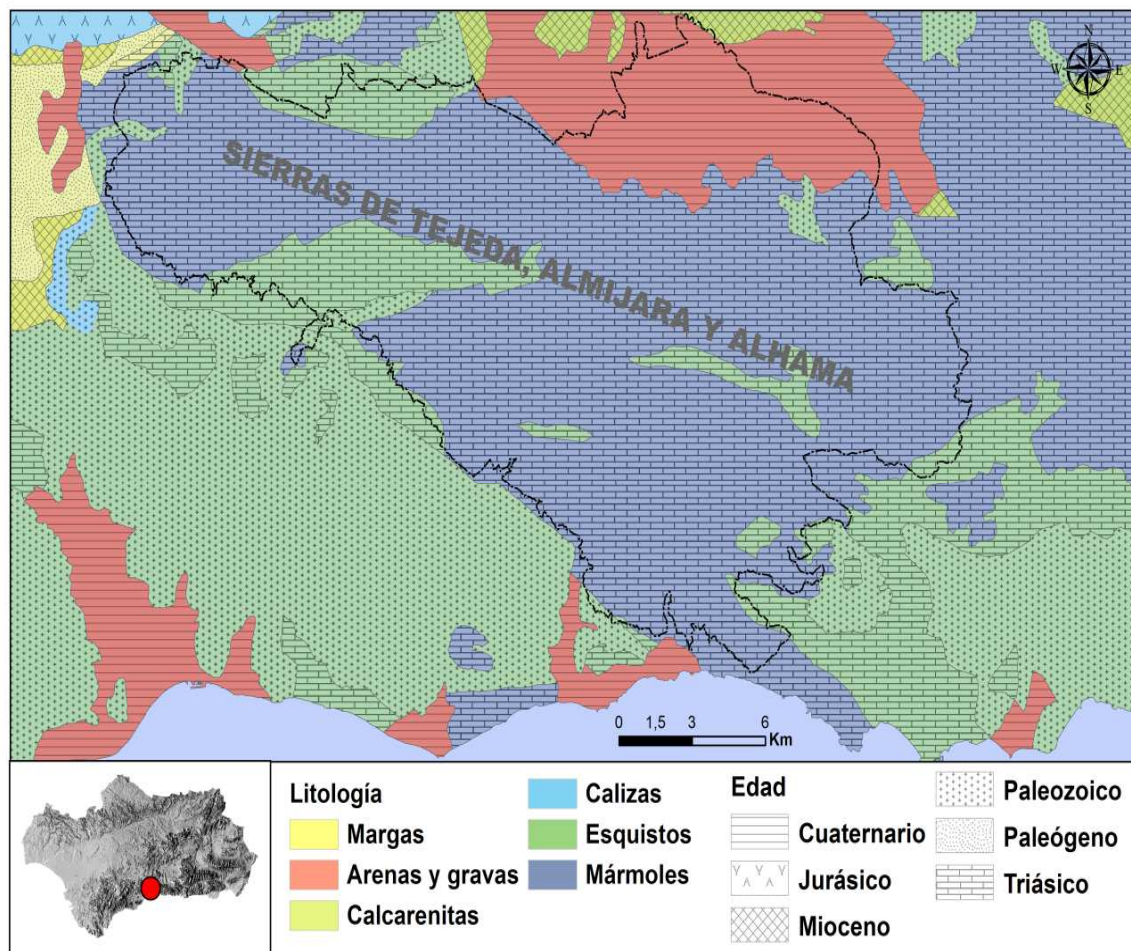 N
W E
S
SIERRAS DE TEJEDA, ALMIJARA Y ALHAMA
0 1,5 3 6
Km
Litología
Margas
Arenas y gravas
Calcarenitas
Calizas
Esquistos
Mármoles
Edad
Cuaternario
Jurásico
Mioceno
Paleozoico
Paleógeno
Triásico